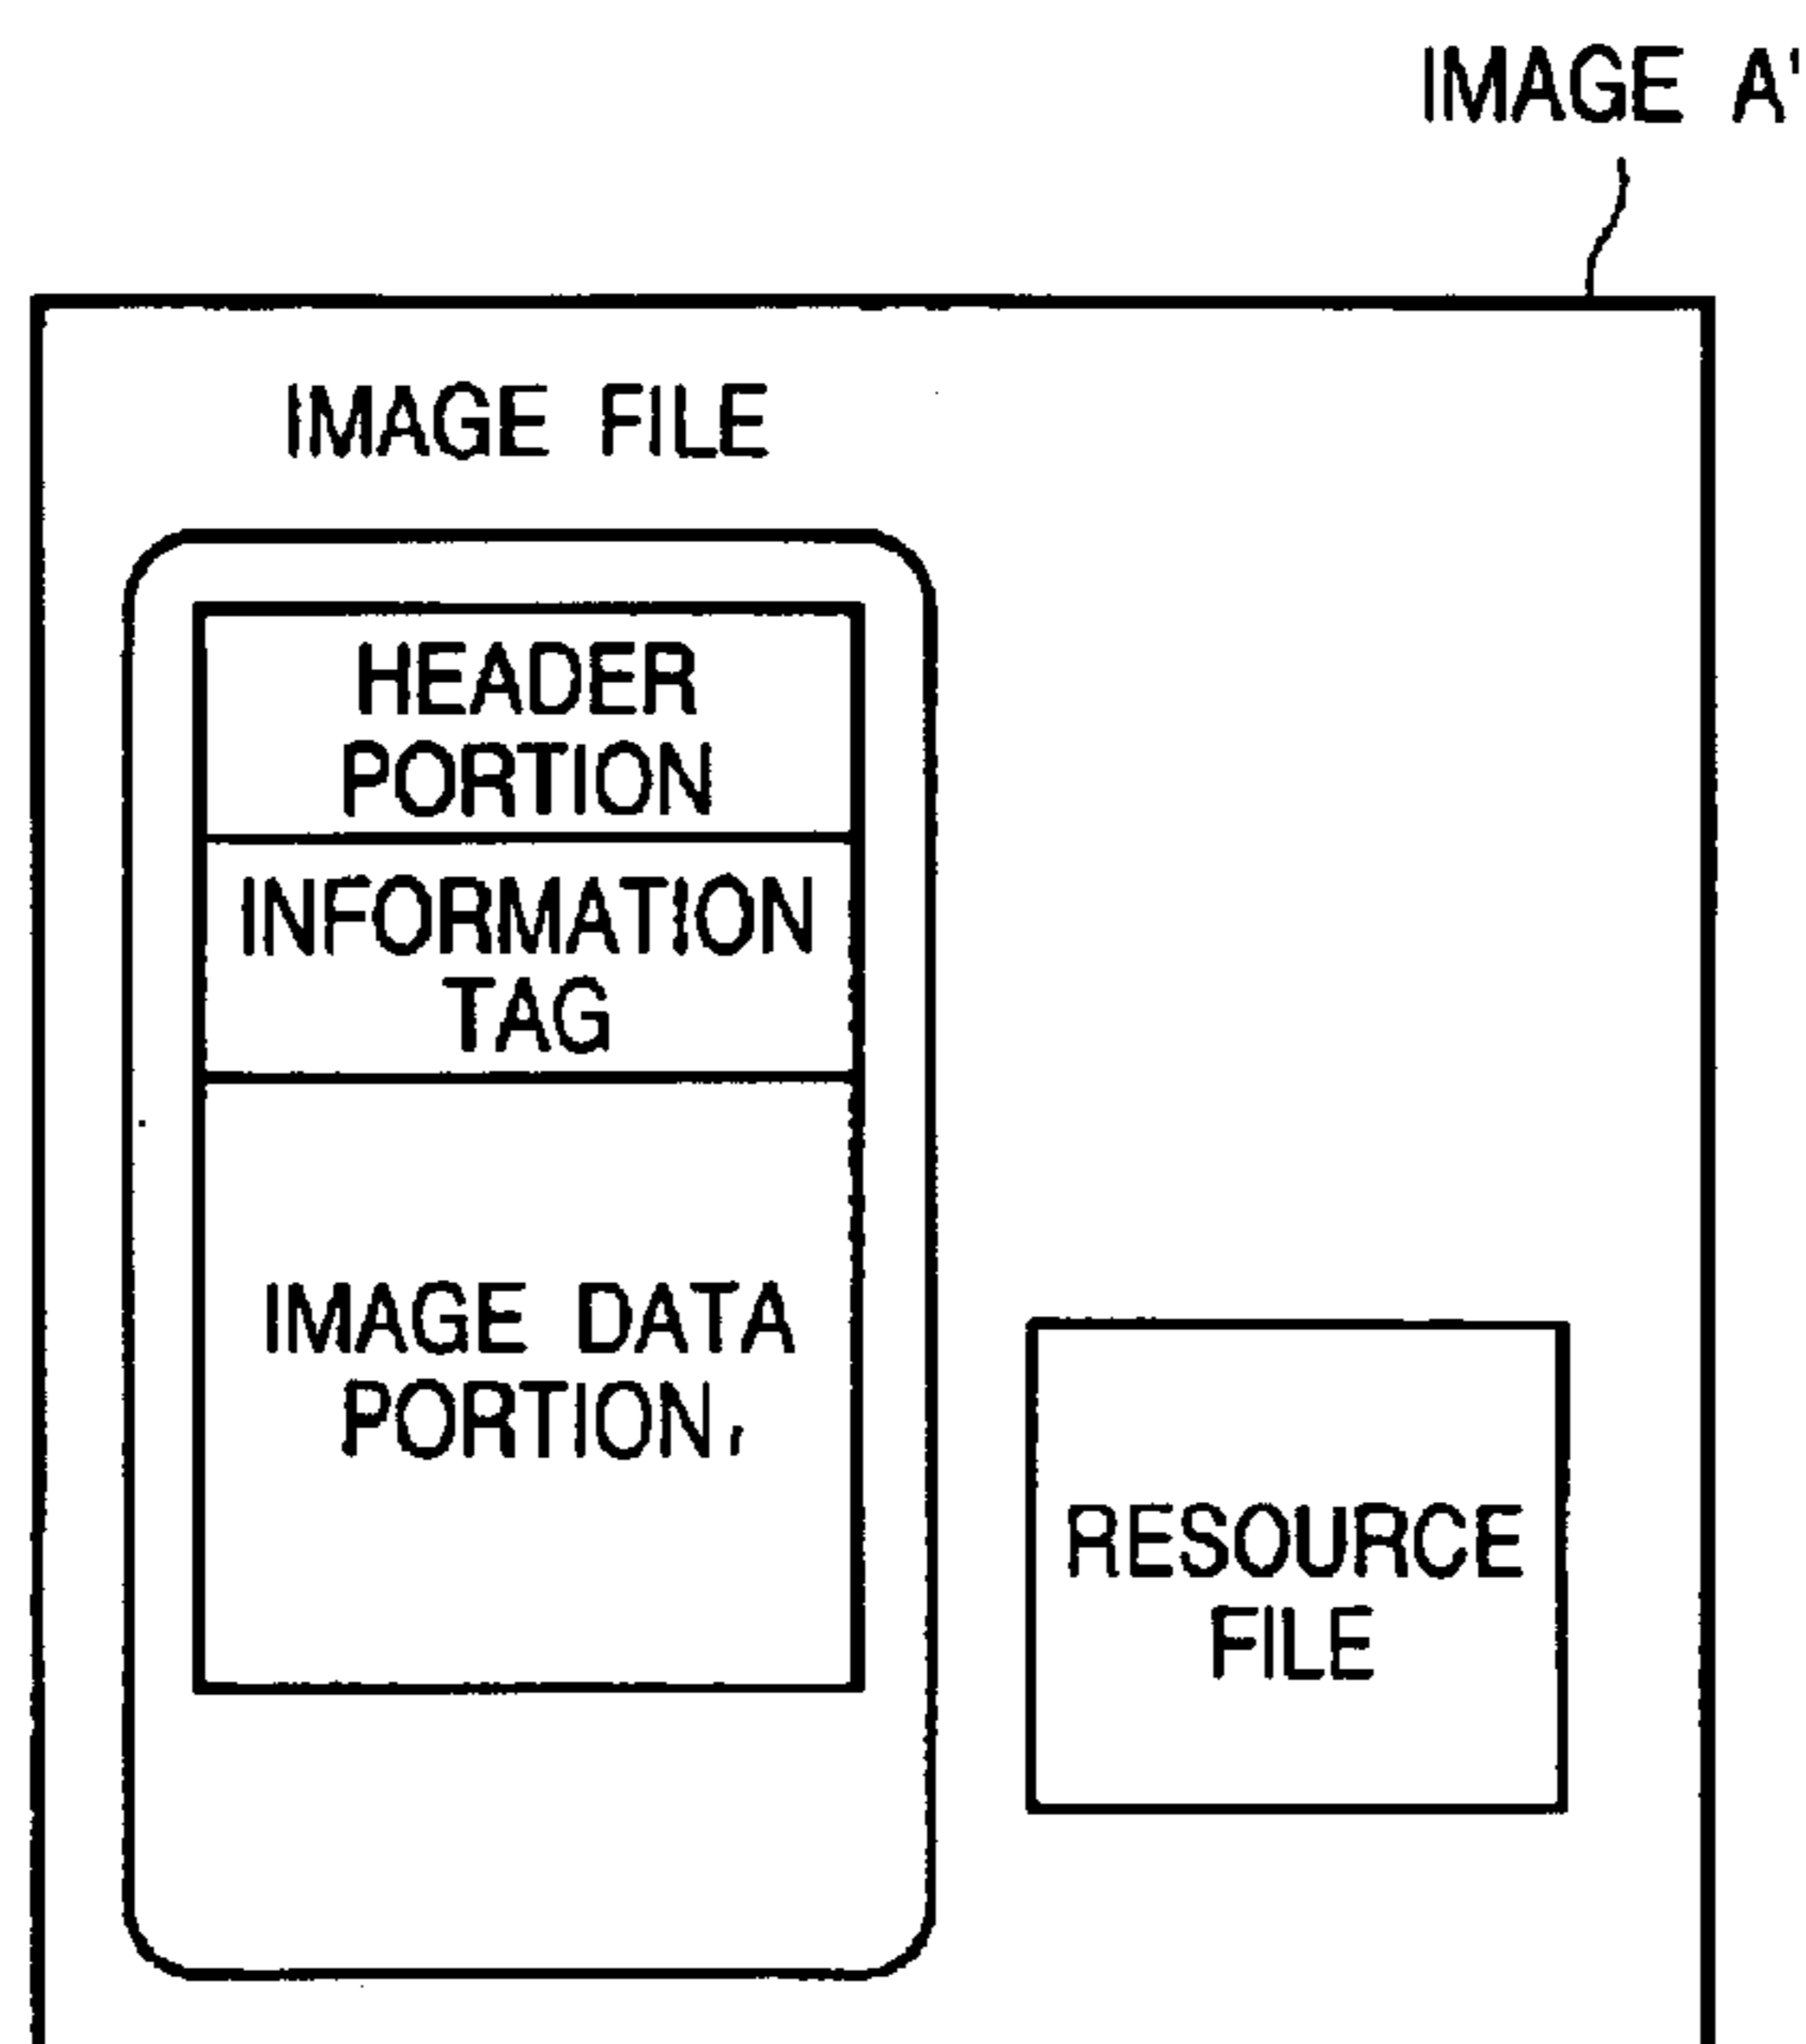 IMAGE A'
IMAGE FILE
HEADER
PORTION
INFORMATION
TAG
IMAGE DATA
PORTION,
RESOURCE
FILE